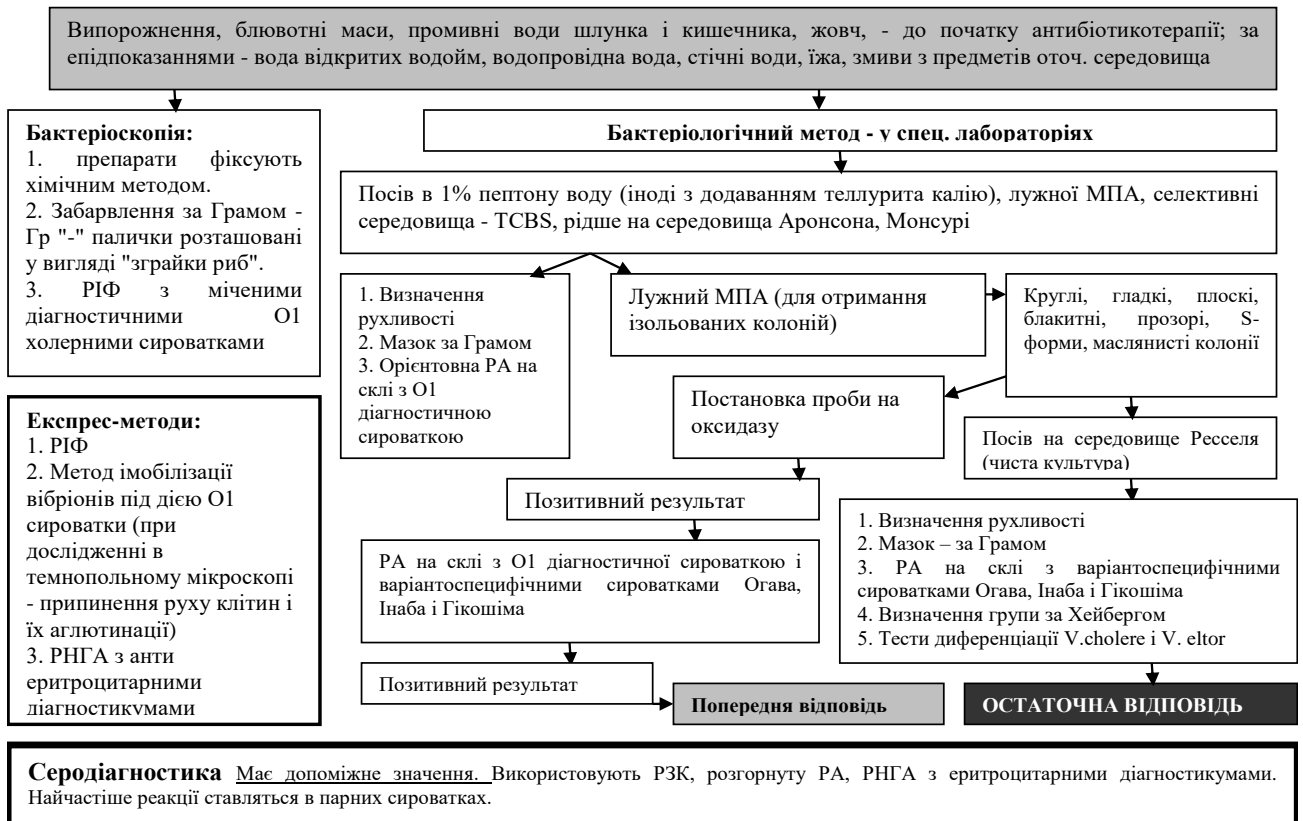 Випорожнення, блювотні маси, промивні води шлунка і кишечника, жовч, - до початку антибіотикотерапії; за
епідпоказаннями - вода відкритих водойм, водопровідна вода, стічні води, їжа, змиви з предметів оточ. середовища
Бактеріоскопія:
1. препарати фіксують
хімічним методом.
2. Забарвлення за Грамом -
Гр "-" палички розташовані
у вигляді "зграйки риб".
3. РІФ з міченими
діагностичними О1
холерними сироватками
Експрес-методи:
1. РІФ
2. Метод імобілізації
вібріонів під дією О1
сироватки (при
дослідженні в
темнопольному мікроскопі
- припинення руху клітин і
їх аглютинації)
3. РНГА з анти
еритроцитарними
діагностикумами
Бактеріологічний метод - у спец. лабораторіях
Посів в 1% пептону воду (іноді з додаванням теллурита калію), лужної МПА, селективні
середовища - TCBS, рідше на середовища Аронсона, Монсурі
1. Визначення
рухливості
2. Мазок за Грамом
3. Орієнтовна РА на
склі з О1
діагностичною
сироваткою
Лужний МПА (для отримання
ізольованих колоній)
Круглі, гладкі, плоскі,
блакитні, прозорі, S-
форми, маслянисті колонії
Постановка проби на
оксидазу
Посів на середовище Ресселя
(чиста культура)
Позитивний результат
РА на склі з О1 діагностичної сироваткою і
варіантоспецифічними сироватками Огава,
Інаба і Гікошіма
1. Визначення рухливості
2. Мазок – за Грамом
3. РА на склі з варіантоспецифічними
сироватками Огава, Інаба і Гікошіма
4. Визначення групи за Хейбергом
5. Тести диференціації V.cholere і V. eltor
Позитивний результат
Попередня відповідь
ОСТАТОЧНА ВІДПОВІДЬ
Серодіагностика Має допоміжне значення. Використовують РЗК, розгорнуту РА, РНГА з еритроцитарними діагностикумами.
Найчастіше реакції ставляться в парних сироватках.